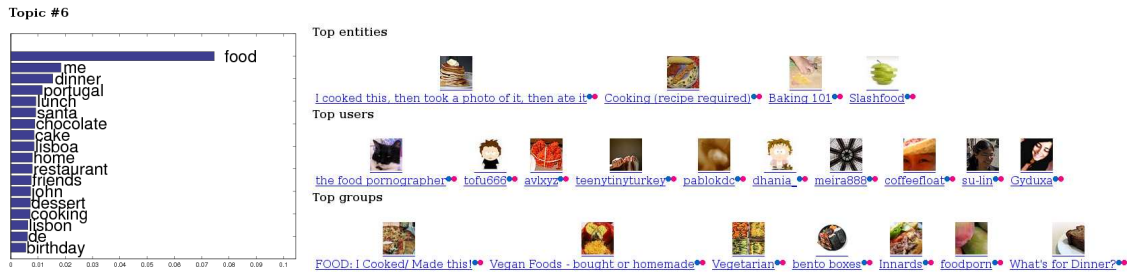 Topic #6
food
me
dinner
portugal
lunch
santa
chocolate
cake
lisboa
home
restaurant
friends
john
dessert
cooking
lisbon
de
birthday
0 0.01 0.02 0.03 0.04 0.05 0.06 0.07 0.08 0.09 0.1
Top entities
I cooked this, then took a photo of it, then ate it Cooking (recipe required) Baking 101 Slashfood
Top users
the food pornographer tofu666 avlxyz teenytinyturkey pablokdc dhania_ meira888 coffeefloat su-lin Gyduxa
Top groups
FOOD: I Cooked/ Made this! Vegan Foods - bought or homemade Vegetarian bento boxes Innards foodporn What's for Dinner?